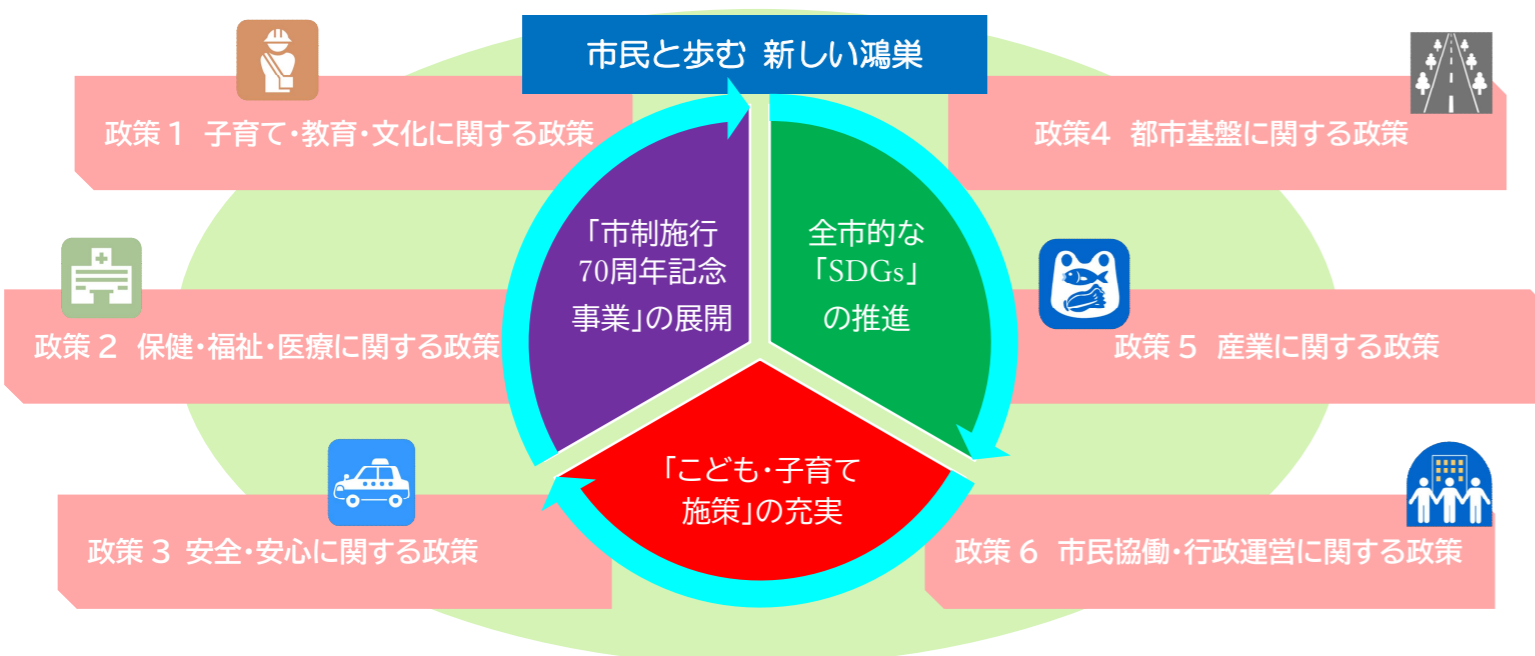 市民と歩む 新しい鴻巣
政策1 子育て・教育・文化に関する政策
政策2 保健・福祉・医療に関する政策
政策3 安全・安心に関する政策
「市制施行
70周年記念
事業」の展開
全市的な
「SDGs」
の推進
「こども・子育て
施策」の充実
政策4 都市基盤に関する政策
政策5 産業に関する政策
政策6 市民協働・行政運営に関する政策